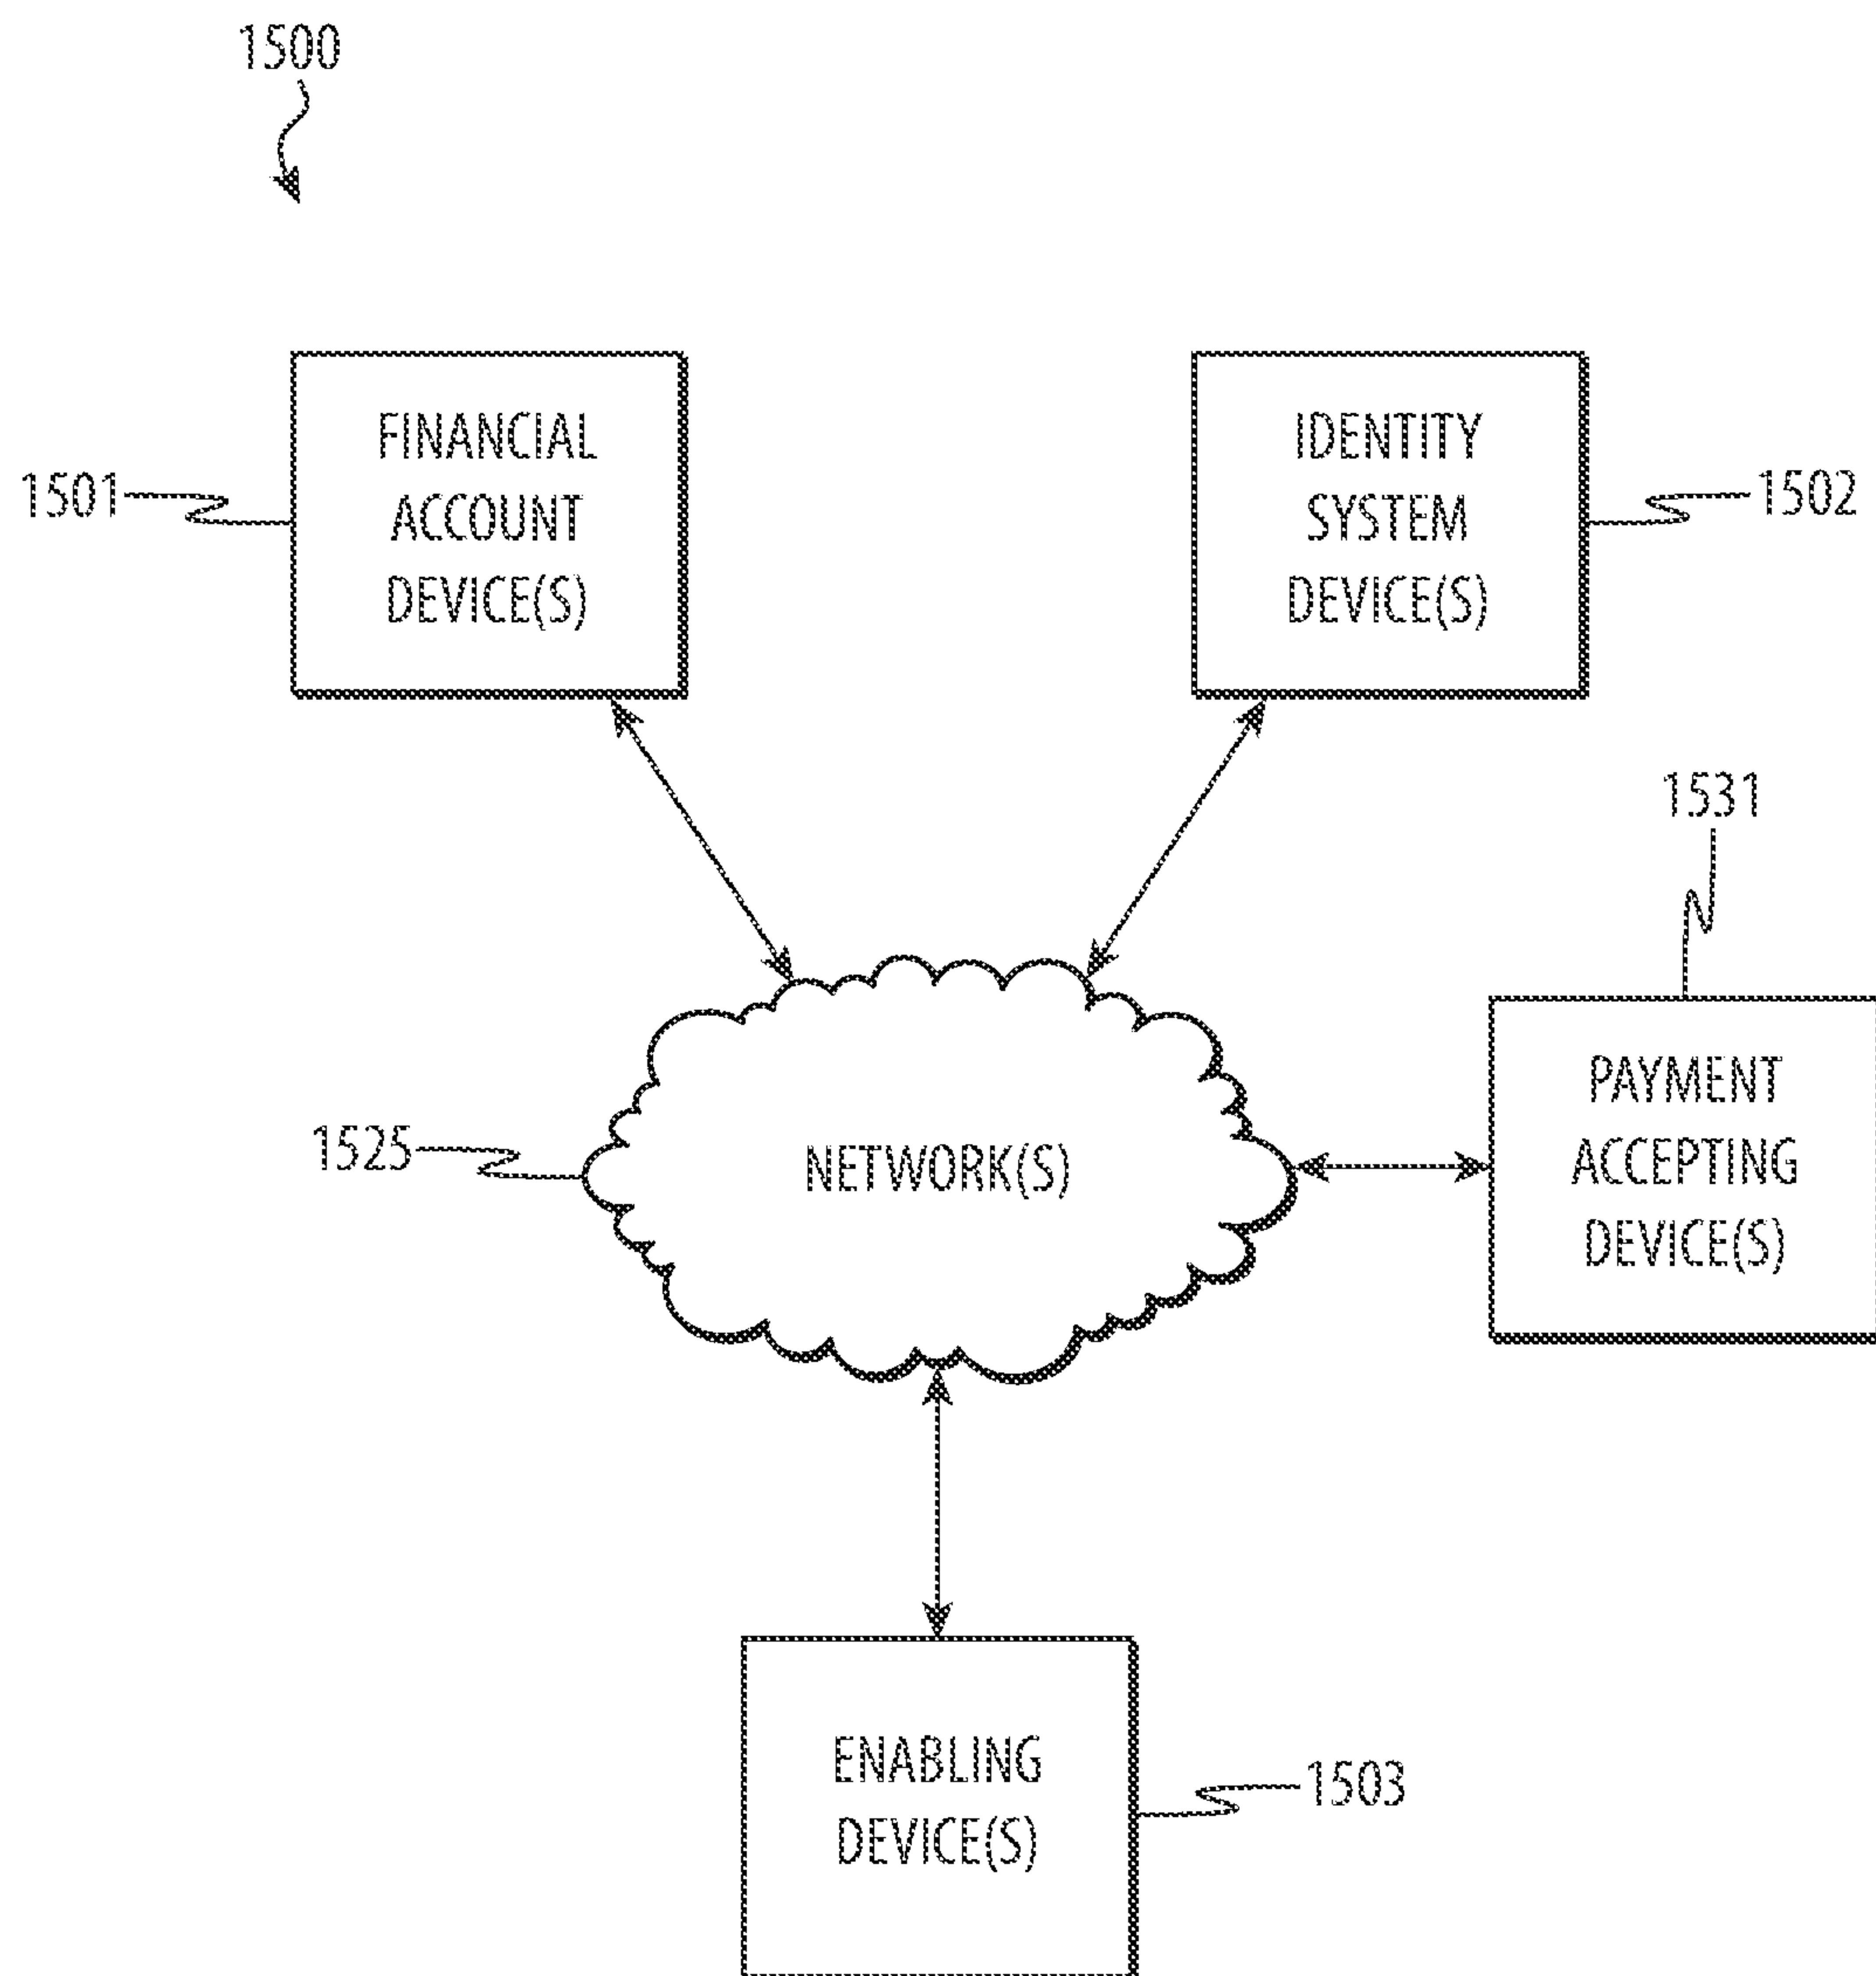 1500
FINANCIAL
ACCOUNT
DEVICE(S)
1501
IDENTITY
SYSTEM
DEVICE(S)
1502
1531
PAYMENT
ACCEPTING
DEVICE(S)
1525
NETWORK(S)
ENABLING
DEVICE(S)
1503